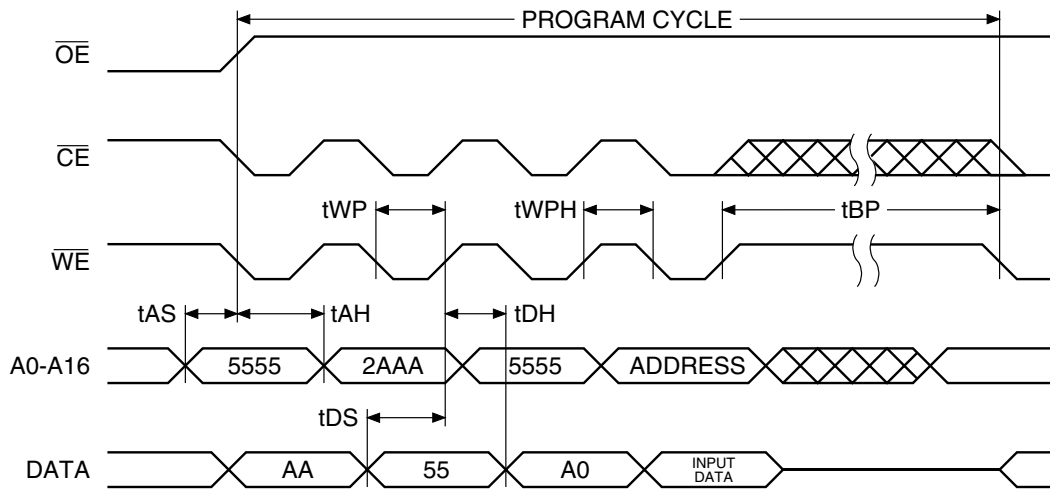 PROGRAM CYCLE
OE
CE
tWP
tWPH
tBP
WE
tAS
tAH
tDH
A0-A16
5555
2AAA
5555
ADDRESS
tDS
DATA
AA
55
A0
INPUT
DATA